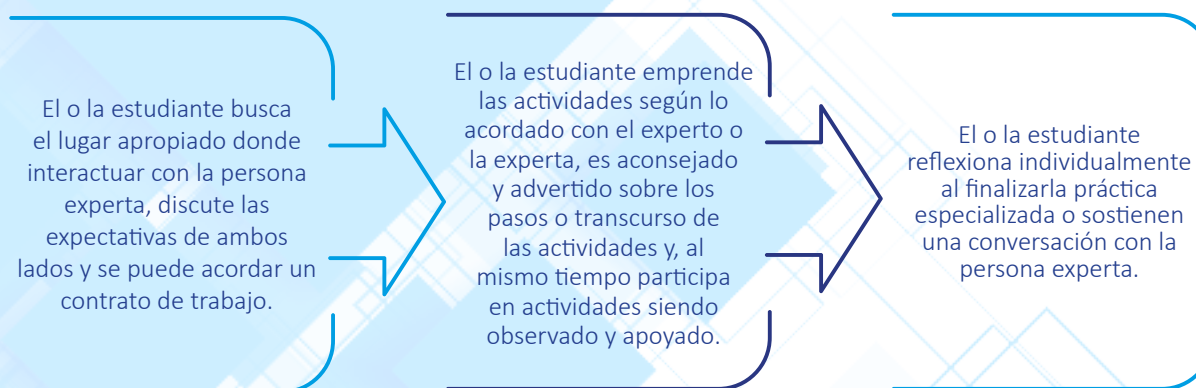 El o la estudiante busca
el lugar apropiado donde
interactuar con la persona
experta, discute las
expectativas de ambos
lados y se puede acordar un
contrato de trabajo.
El o la estudiante emprende
las actividades según lo
acordado con el experto o
la experta, es aconsejado
y advertido sobre los
pasos o transcurso de
las actividades y, al
mismo tiempo participa
en actividades siendo
observado y apoyado.
El o la estudiante
reflexiona individualmente
al finalizarla práctica
especializada o sostienen
una conversación con la
persona experta.